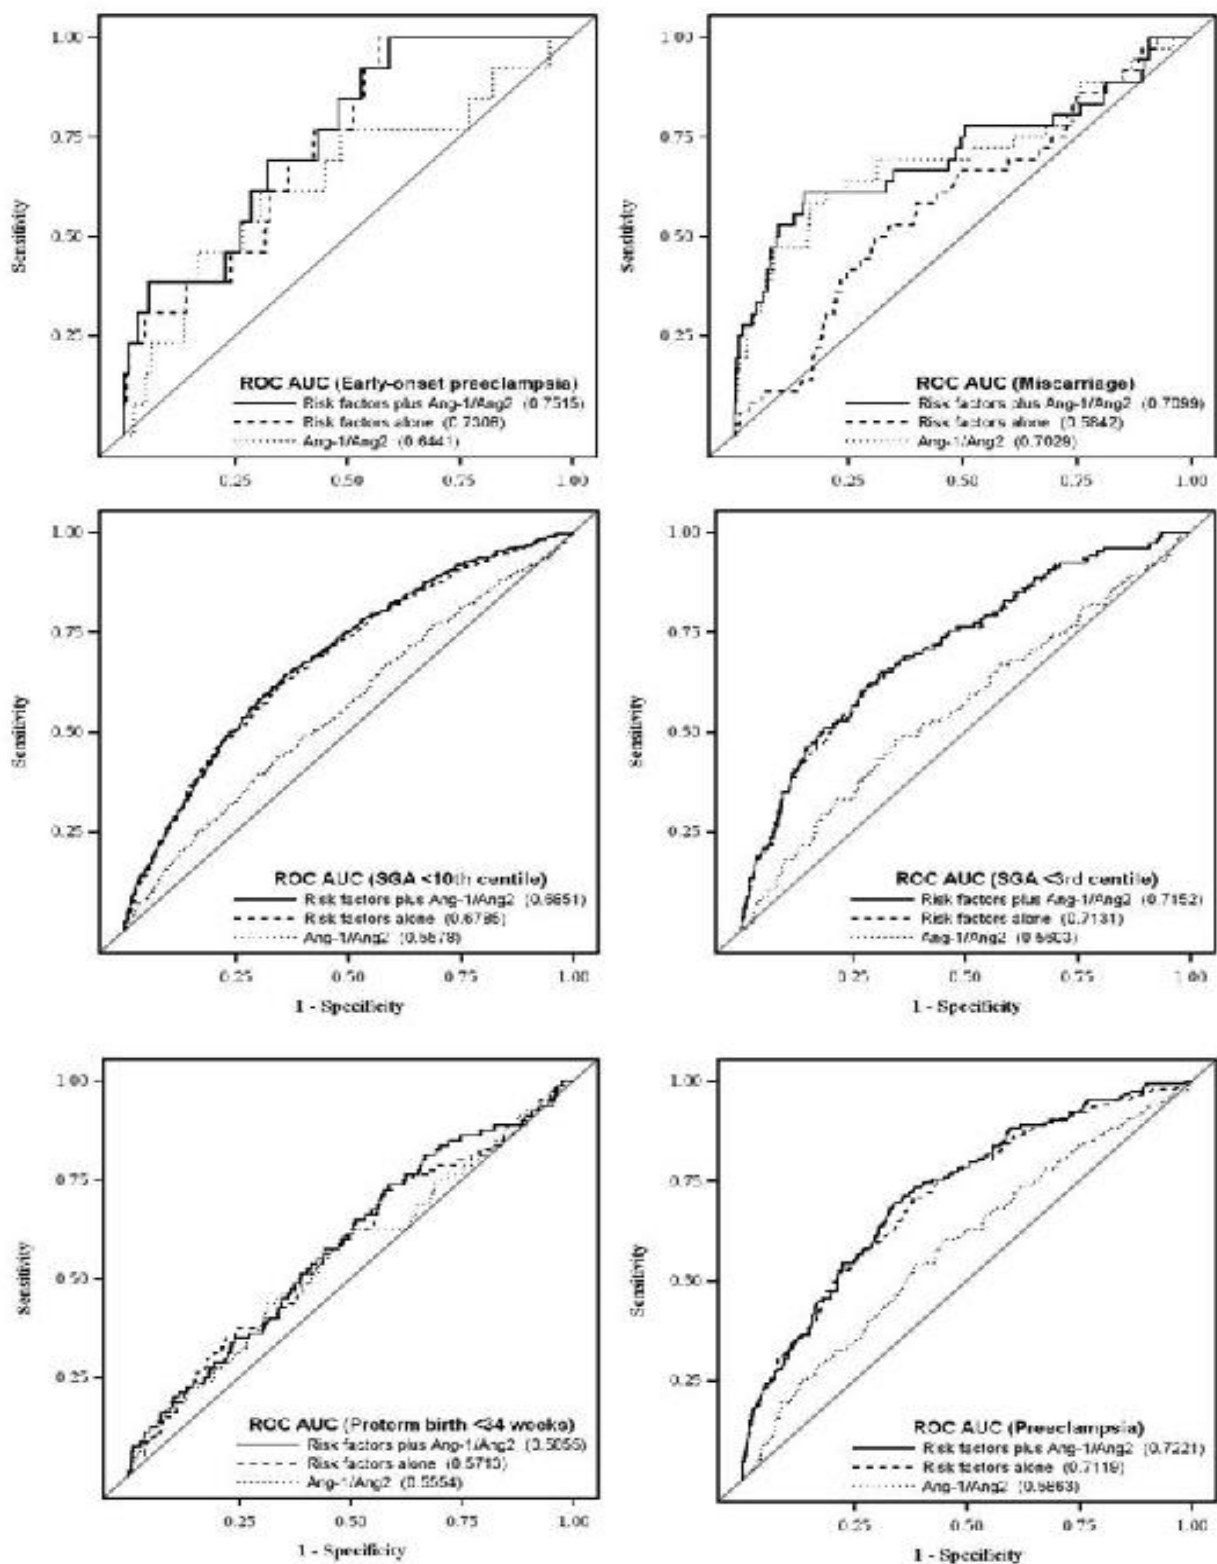 1.00
0.75
0.50
0.25
Sensitivity
ROC AUC (Early-onset preeclampsia)
Risk factors plus Ang-1/Ang2 (0.7515)
Risk factors alone (0.7308)
Ang-1/Ang2 (0.6441)
0.25 0.50 0.75 1.00
1.00
0.75
0.50
0.25
Sensitivity
ROC AUC (Miscarriage)
Risk factors plus Ang-1/Ang2 (0.7099)
Risk factors alone (0.5842)
Ang-1/Ang2 (0.7029)
0.25 0.50 0.75 1.00
1.00
0.75
0.50
0.25
Sensitivity
ROC AUC (SGA <10th centile)
Risk factors plus Ang-1/Ang2 (0.6851)
Risk factors alone (0.6785)
Ang-1/Ang2 (0.5578)
0.25 0.50 0.75 1.00
1 - Specificity
1.00
0.75
0.50
0.25
Sensitivity
ROC AUC (SGA <3rd centile)
Risk factors plus Ang-1/Ang2 (0.7152)
Risk factors alone (0.7131)
Ang-1/Ang2 (0.5603)
0.25 0.50 0.75 1.00
1 - Specificity
1.00
0.75
0.50
0.25
Sensitivity
ROC AUC (Preterm birth <34 weeks)
Risk factors plus Ang-1/Ang2
Risk factors alone (0.5713)
Ang-1/Ang2 (0.5554)
0.25 0.50 0.75 1.00
1 - Specificity
1.00
0.75
0.50
0.25
Sensitivity
ROC AUC (Preeclampsia)
Risk factors plus Ang-1/Ang2 (0.7221)
Risk factors alone (0.7119)
Ang-1/Ang2 (0.5863)
0.25 0.50 0.75 1.00
1 - Specificity